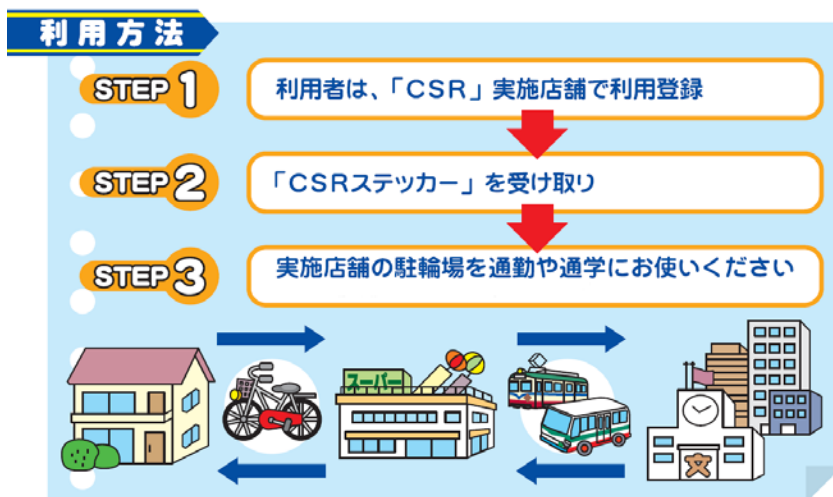 利用方法
STEP 1
利用者は、「CSR」実施店舗で利用登録
STEP 2
「CSRステッカー」を受け取り
STEP 3
実施店舗の駐輪場を通勤や通学にお使いください
スーパー
文